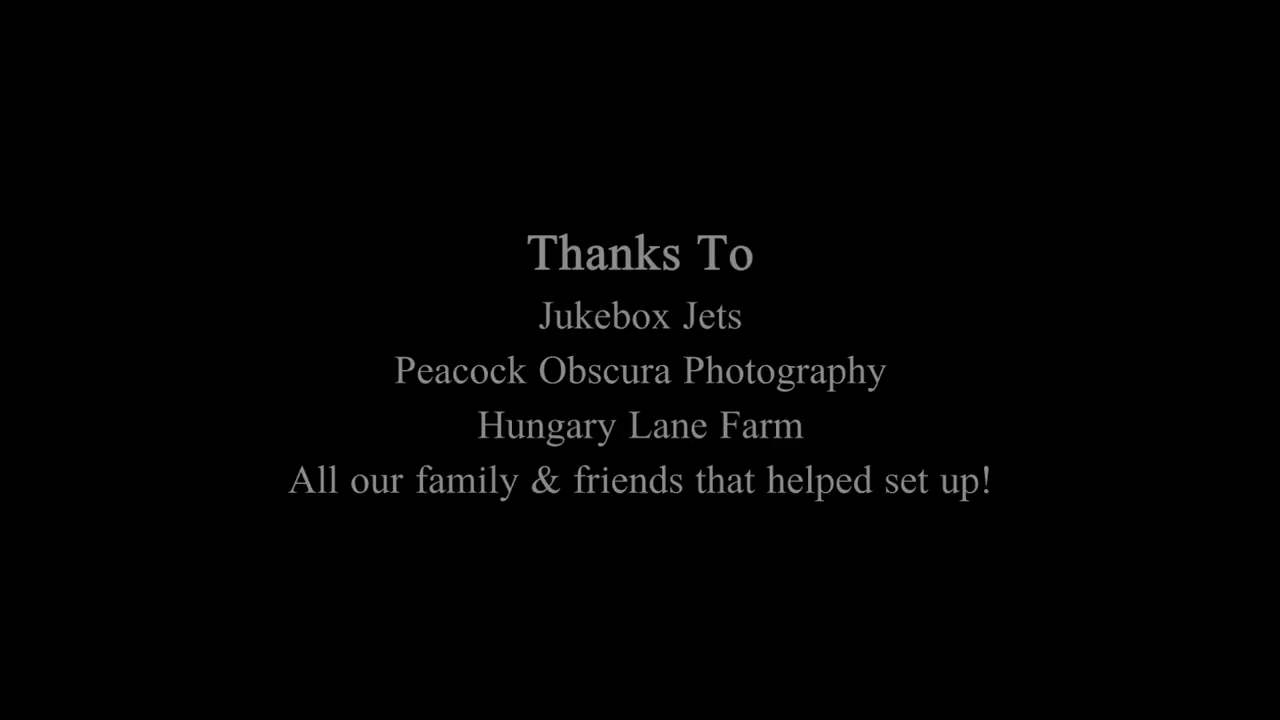 Thanks To
Jukebox Jets
Peacock Obscura Photography
Hungary Lane Farm
All our family & friends that helped set up!